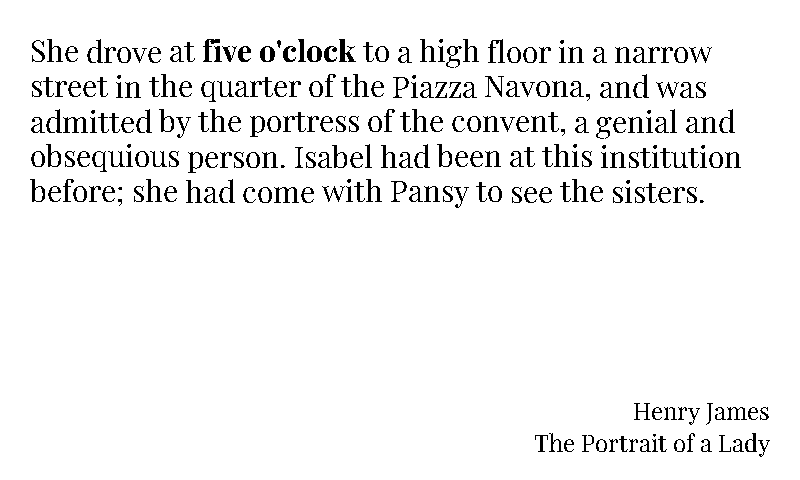 She drove at five o'clock to a high floor in a narrow
street in the quarter of the Piazza Navona, and was
admitted by the portress of the convent, a genial and
obsequious person. Isabel had been at this institution
before; she had come with Pansy to see the sisters.
Henry James
The Portrait of a Lady